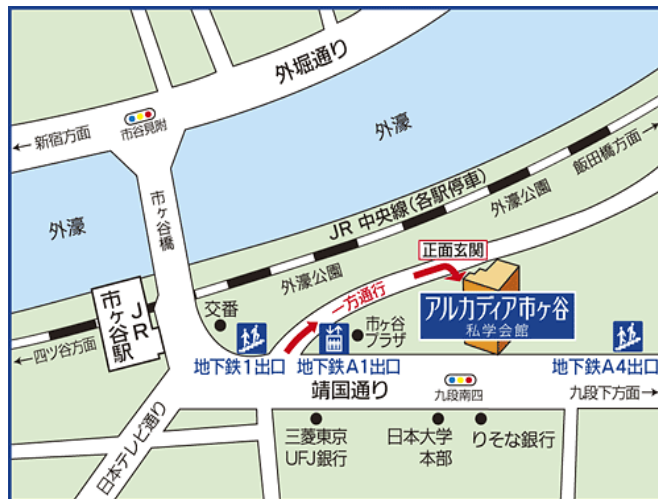 外堀通り
←新宿方面
市谷見附
外濠
飯田橋方面→
市ヶ谷橋
外濠
JR 中央線(各駅停車)
外濠公園
外濠公園
正面玄関
一方通行
アルカディア市ヶ谷
私学会館
JR
市ヶ谷駅
交番
市ヶ谷
プラザ
←四ツ谷方面
地下鉄1出口
地下鉄A1出口
地下鉄A4出口
靖国通り
九段南四
九段下方面→
日本テレビ通り
三菱東京
UFJ銀行
日本大学
本部
りそな銀行